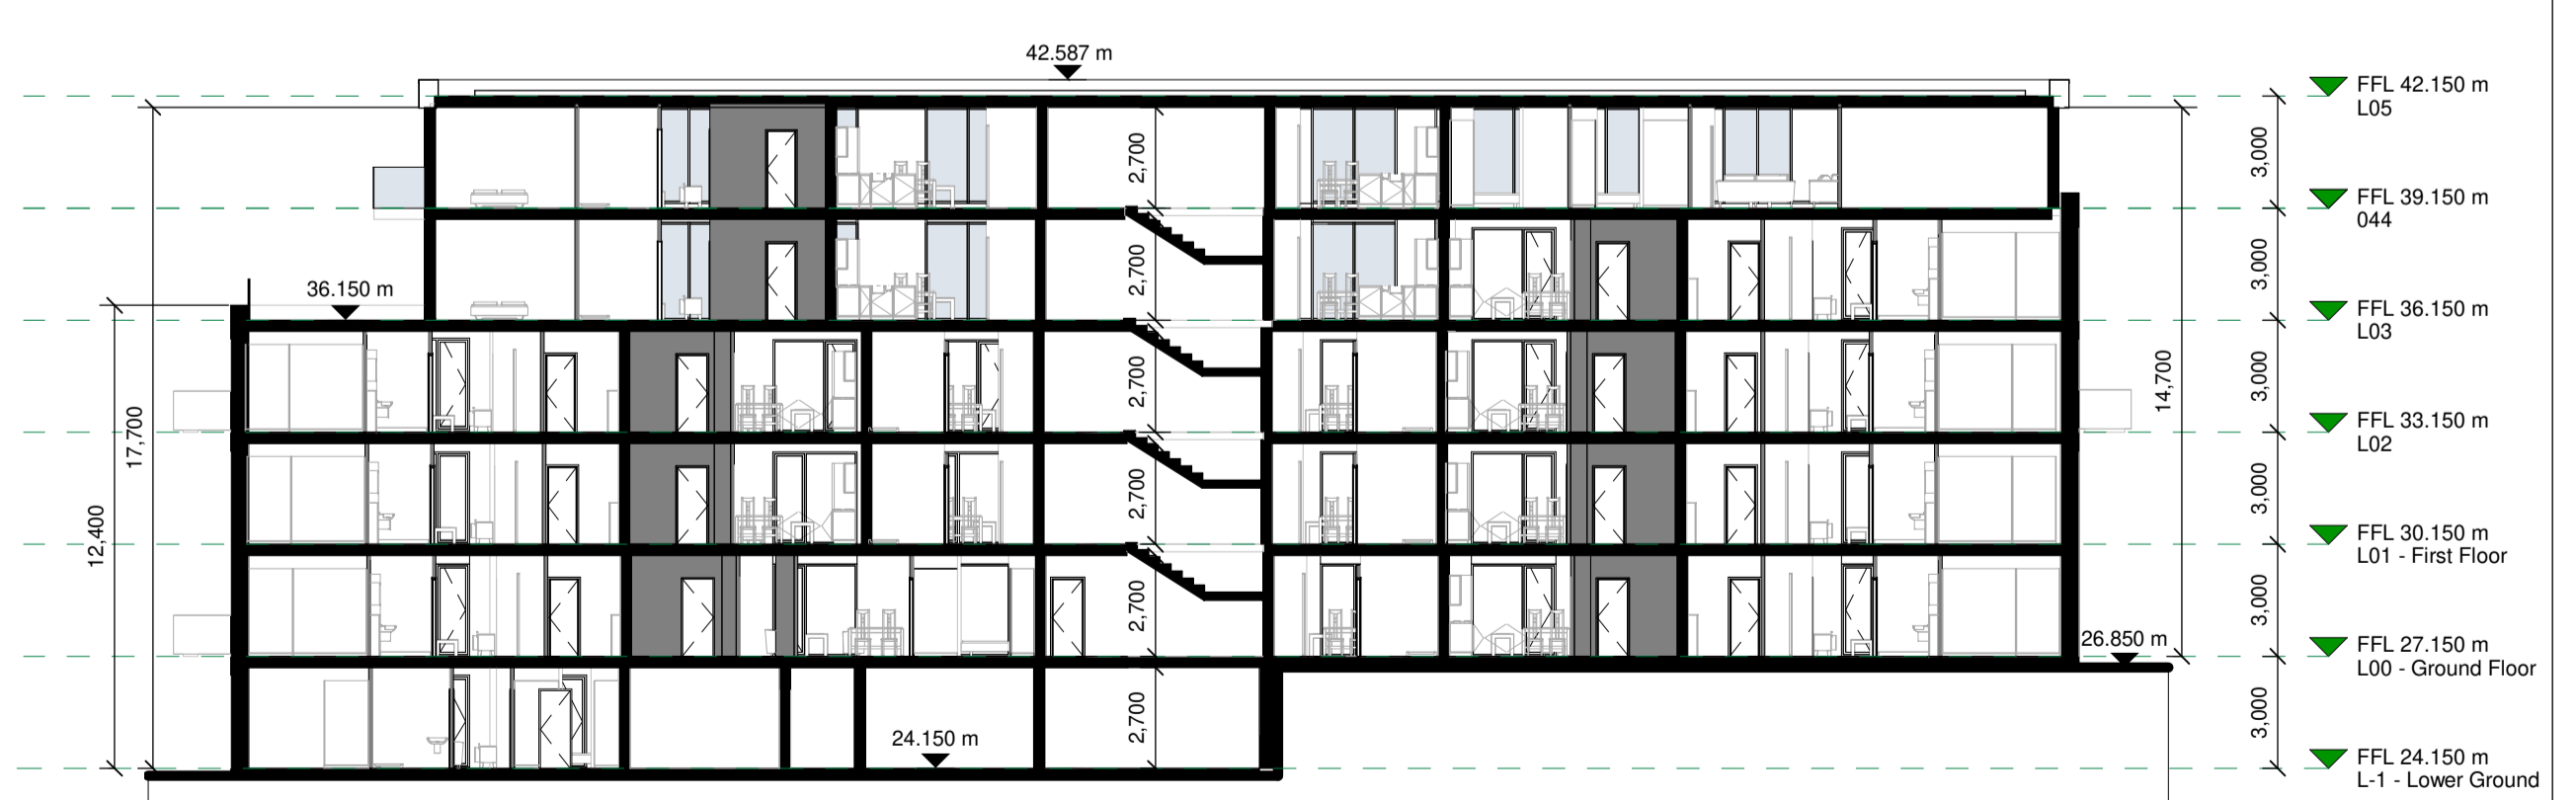 42.587 m
FFL 42.150 m
L05
2,700
3,000
FFL 39.150 m
044
2,700
3,000
36.150 m
FFL 36.150 m
L03
2,700
3,000
14,700
17,700
FFL 33.150 m
L02
2,700
3,000
12,400
FFL 30.150 m
L01 - First Floor
2,700
3,000
26.850 m
FFL 27.150 m
L00 - Ground Floor
2,700
3,000
24.150 m
FFL 24.150 m
L-1 - Lower Ground